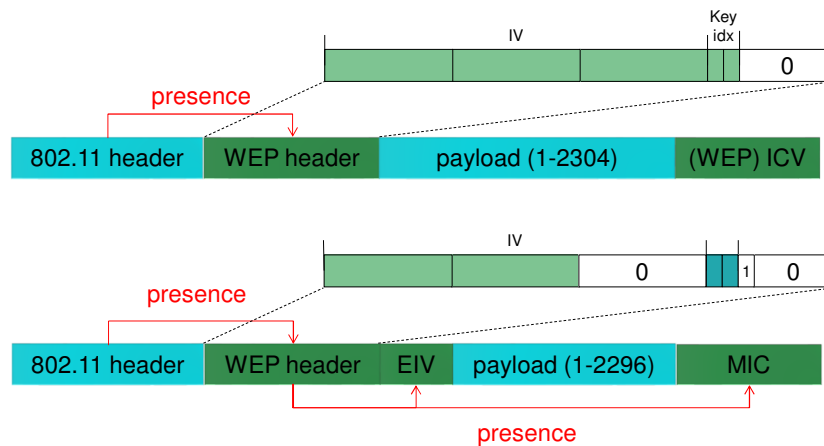 Key
IV idx
0
presence
802.11 header WEP header payload (1-2304) (WEP) ICV
IV
0 1 0
presence
802.11 header WEP header EIV payload (1-2296) MIC
presence